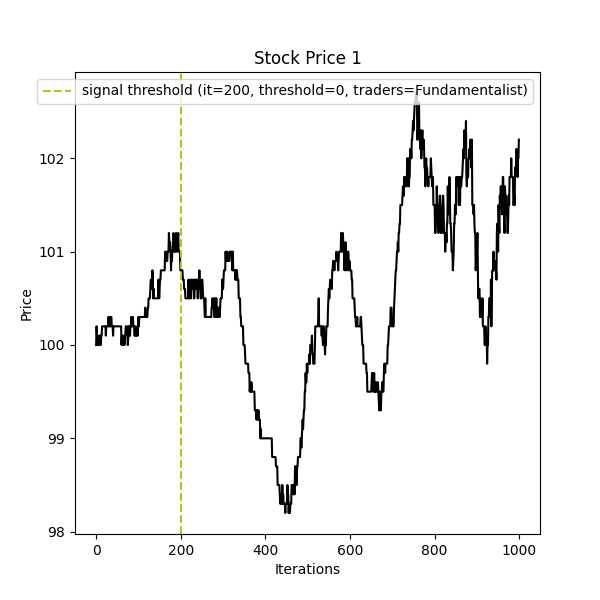 Stock Price 1
signal threshold (it=200, threshold=0, traders=Fundamentalist)
102
101
100
99
98
Price
0 200 400 600 800 1000
Iterations